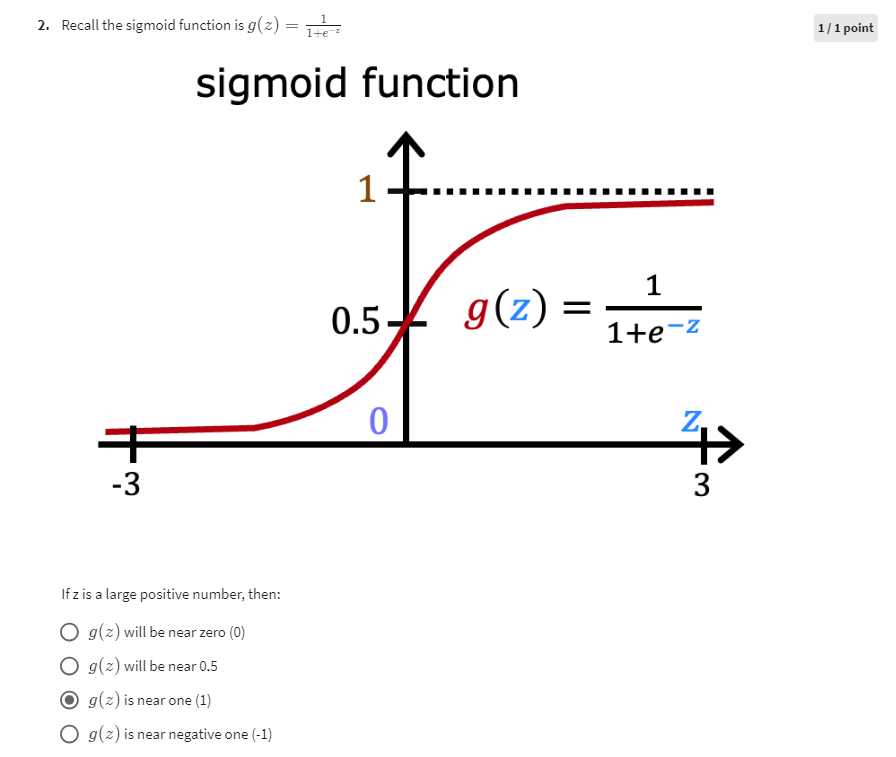 2. Recall the sigmoid function is g(z) = 1/(1+e^−z)
1 / 1 point
sigmoid function
1
0.5
g(z) = 1/(1+e^−z)
0
z
-3
3
If z is a large positive number, then:
g(z) will be near zero (0)
g(z) will be near 0.5
g(z) is near one (1)
g(z) is near negative one (-1)